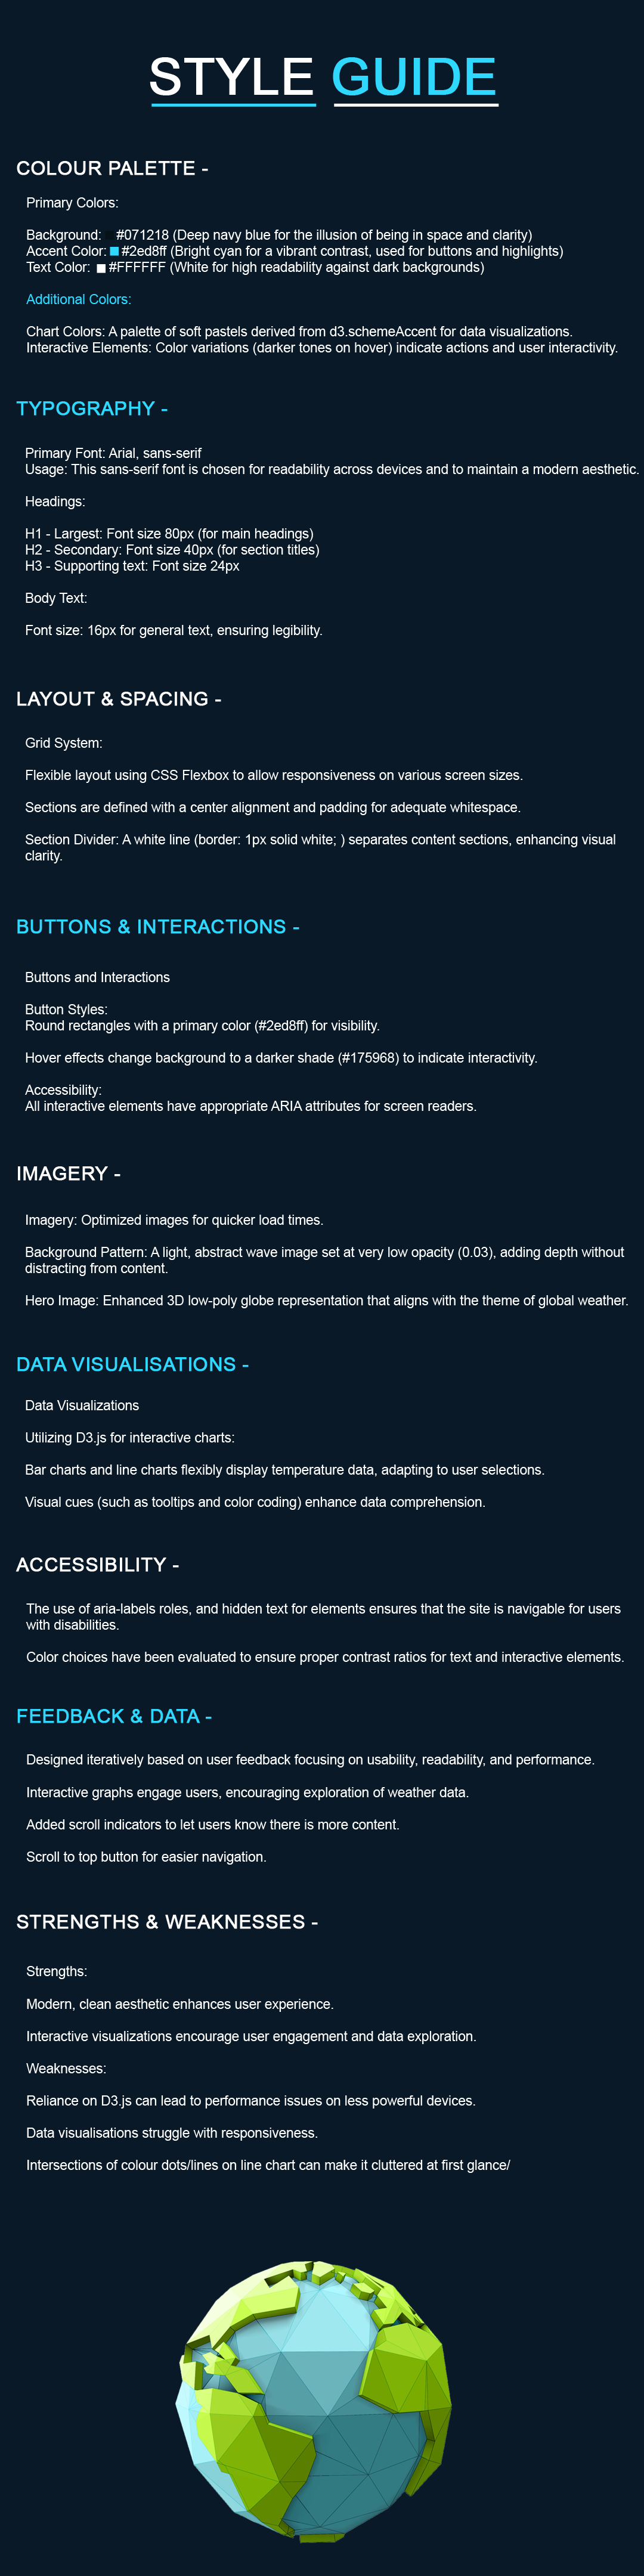 STYLE GUIDE
COLOUR PALETTE -
Primary Colors:
Background: #071218 (Deep navy blue for the illusion of being in space and clarity)
Accent Color: #2ed8ff (Bright cyan for a vibrant contrast, used for buttons and highlights)
Text Color: #FFFFFF (White for high readability against dark backgrounds)
Additional Colors:
Chart Colors: A palette of soft pastels derived from d3.schemeAccent for data visualizations.
Interactive Elements: Color variations (darker tones on hover) indicate actions and user interactivity.
TYPOGRAPHY -
Primary Font: Arial, sans-serif
Usage: This sans-serif font is chosen for readability across devices and to maintain a modern aesthetic.
Headings:
H1 - Largest: Font size 80px (for main headings)
H2 - Secondary: Font size 40px (for section titles)
H3 - Supporting text: Font size 24px
Body Text:
Font size: 16px for general text, ensuring legibility.
LAYOUT & SPACING -
Grid System:
Flexible layout using CSS Flexbox to allow responsiveness on various screen sizes.
Sections are defined with a center alignment and padding for adequate whitespace.
Section Divider: A white line (border: 1px solid white; ) separates content sections, enhancing visual
clarity.
BUTTONS & INTERACTIONS -
Buttons and Interactions
Button Styles:
Round rectangles with a primary color (#2ed8ff) for visibility.
Hover effects change background to a darker shade (#175968) to indicate interactivity.
Accessibility:
All interactive elements have appropriate ARIA attributes for screen readers.
IMAGERY -
Imagery: Optimized images for quicker load times.
Background Pattern: A light, abstract wave image set at very low opacity (0.03), adding depth without
distracting from content.
Hero Image: Enhanced 3D low-poly globe representation that aligns with the theme of global weather.
DATA VISUALISATIONS -
Data Visualizations
Utilizing D3.js for interactive charts:
Bar charts and line charts flexibly display temperature data, adapting to user selections.
Visual cues (such as tooltips and color coding) enhance data comprehension.
ACCESSIBILITY -
The use of aria-labels roles, and hidden text for elements ensures that the site is navigable for users
with disabilities.
Color choices have been evaluated to ensure proper contrast ratios for text and interactive elements.
FEEDBACK & DATA -
Designed iteratively based on user feedback focusing on usability, readability, and performance.
Interactive graphs engage users, encouraging exploration of weather data.
Added scroll indicators to let users know there is more content.
Scroll to top button for easier navigation.
STRENGTHS & WEAKNESSES -
Strengths:
Modern, clean aesthetic enhances user experience.
Interactive visualizations encourage user engagement and data exploration.
Weaknesses:
Reliance on D3.js can lead to performance issues on less powerful devices.
Data visualisations struggle with responsiveness.
Intersections of colour dots/lines on line chart can make it cluttered at first glance/